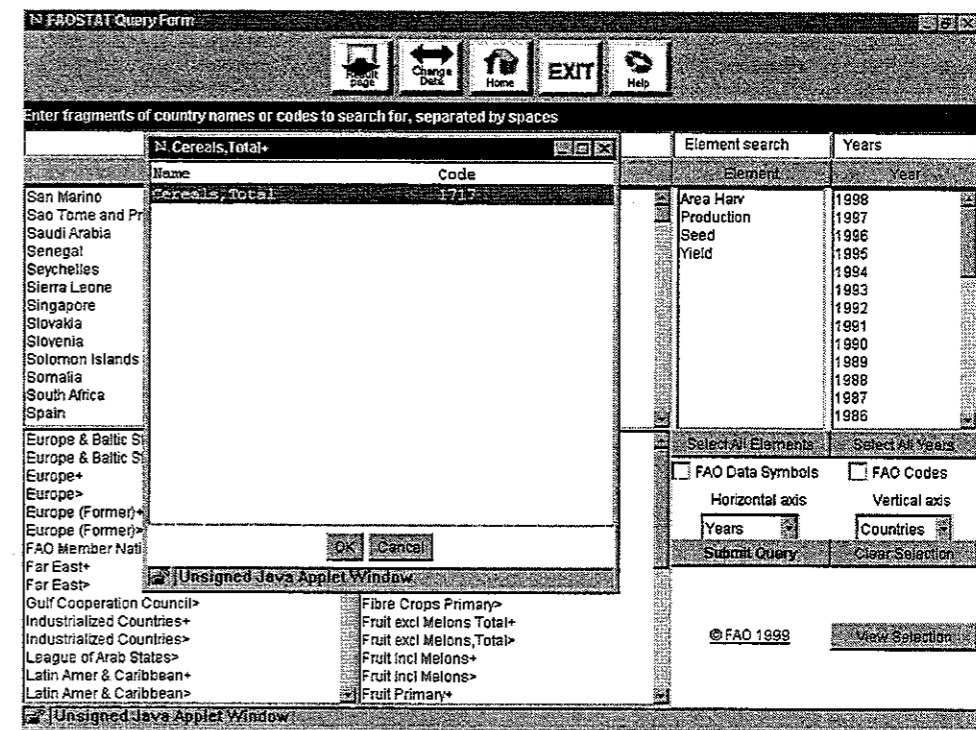 FAOSTAT Query Form
Result page
Change Data
Home
EXIT
Help
Enter fragments of country names or codes to search for, separated by spaces
Cereals,Total+
Name Code
Cereals,Total 1717
OK Cancel
Unsigned Java Applet Window
San Marino
Sao Tome and Pr
Saudi Arabia
Senegal
Seychelles
Sierra Leone
Singapore
Slovakia
Slovenia
Solomon Islands
Somalia
South Africa
Spain
Europe & Baltic St
Europe & Baltic St
Europe+
Europe>
Europe (Former)+
Europe (Former)>
FAO Member Nati
Far East+
Far East>
Gulf Cooperation Council>
Industrialized Countries+
Industrialized Countries>
League of Arab States>
Latin Amer & Caribbean+
Latin Amer & Caribbean>
Fibre Crops Primary>
Fruit excl Melons Total+
Fruit excl Melons,Total>
Fruit Incl Melons+
Fruit Incl Melons>
Fruit Primary+
Element search
Element
Area Harv
Production
Seed
Yield
Select All Elements
Years
Year
1998
1997
1996
1995
1994
1993
1992
1991
1990
1989
1988
1987
1986
Select All Years
FAO Data Symbols FAO Codes
Horizontal axis Vertical axis
Years Countries
Submit Query Clear Selection
© FAO 1999 View Selection
Unsigned Java Applet Window